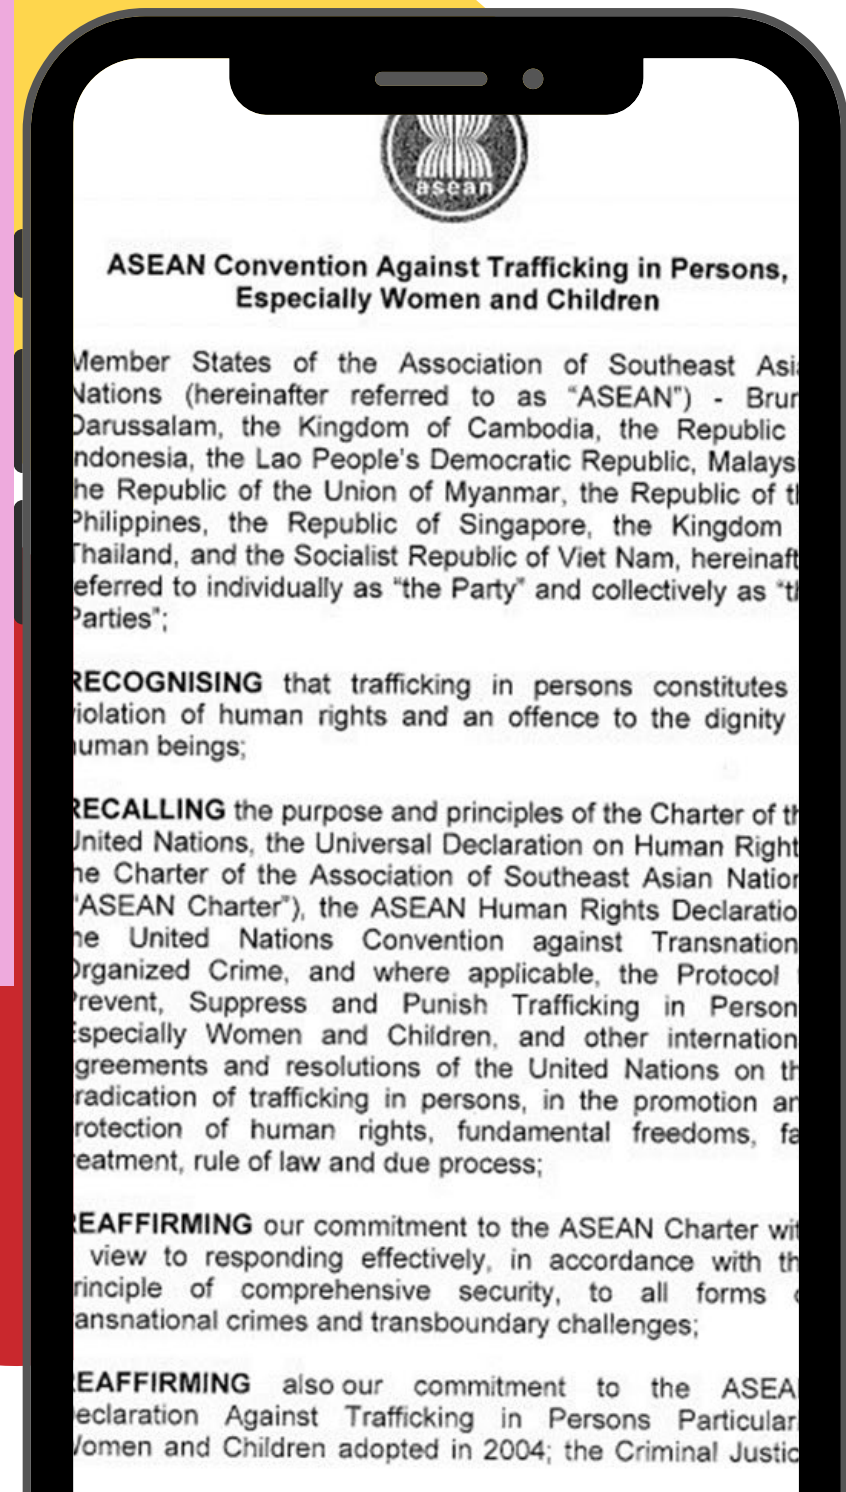 asean
ASEAN Convention Against Trafficking in Persons,
Especially Women and Children
Member States of the Association of Southeast Asia
Nations (hereinafter referred to as “ASEAN”) - Brun
Darussalam, the Kingdom of Cambodia, the Republic
ndonesia, the Lao People's Democratic Republic, Malaysi
he Republic of the Union of Myanmar, the Republic of th
Philippines, the Republic of Singapore, the Kingdom
Thailand, and the Socialist Republic of Viet Nam, hereinaft
eferred to individually as “the Party” and collectively as “th
Parties”;
RECOGNISING that trafficking in persons constitutes
violation of human rights and an offence to the dignity
human beings;
RECALLING the purpose and principles of the Charter of th
United Nations, the Universal Declaration on Human Right
he Charter of the Association of Southeast Asian Nation
“ASEAN Charter”), the ASEAN Human Rights Declaratio
he United Nations Convention against Transnation
Organized Crime, and where applicable, the Protocol
Prevent, Suppress and Punish Trafficking in Person
Especially Women and Children, and other internation
greements and resolutions of the United Nations on th
radication of trafficking in persons, in the promotion an
rotection of human rights, fundamental freedoms, fa
reatment, rule of law and due process;
REAFFIRMING our commitment to the ASEAN Charter wit
view to responding effectively, in accordance with th
rinciple of comprehensive security, to all forms
ansnational crimes and transboundary challenges;
REAFFIRMING also our commitment to the ASEA
eclaration Against Trafficking in Persons Particular
Women and Children adopted in 2004; the Criminal Justic